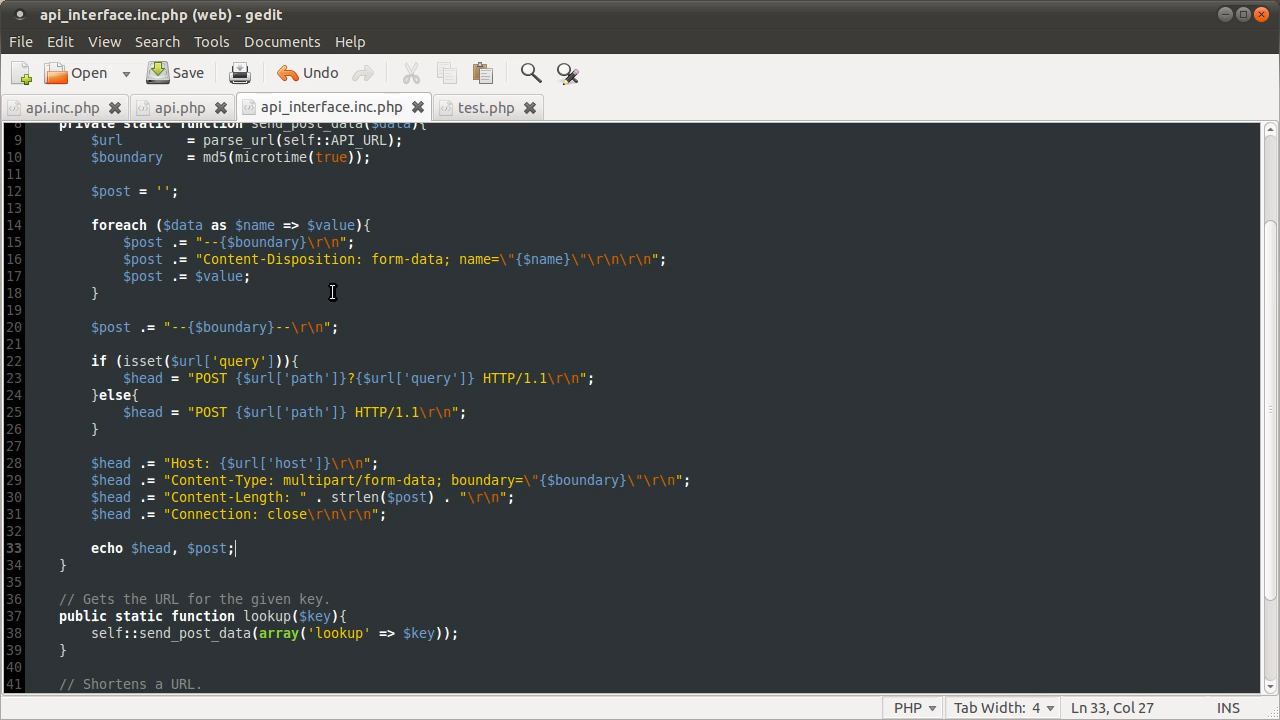 api_interface.inc.php (web) - gedit
File Edit View Search Tools Documents Help
Open Save Undo
api.inc.php api.php api_interface.inc.php test.php
8 private static function send_post_data($data){
9 $url = parse_url(self::API_URL);
10 $boundary = md5(microtime(true));
11
12 $post = '';
13
14 foreach ($data as $name => $value){
15 $post .= "--{$boundary}\r\n";
16 $post .= "Content-Disposition: form-data; name=\"{$name}\"\r\n\r\n";
17 $post .= $value;
18 }
19
20 $post .= "--{$boundary}--\r\n";
21
22 if (isset($url['query'])){
23 $head = "POST {$url['path']}?{$url['query']} HTTP/1.1\r\n";
24 }else{
25 $head = "POST {$url['path']} HTTP/1.1\r\n";
26 }
27
28 $head .= "Host: {$url['host']}\r\n";
29 $head .= "Content-Type: multipart/form-data; boundary=\"{$boundary}\"\r\n";
30 $head .= "Content-Length: " . strlen($post) . "\r\n";
31 $head .= "Connection: close\r\n\r\n";
32
33 echo $head, $post;
34 }
35
36 // Gets the URL for the given key.
37 public static function lookup($key){
38 self::send_post_data(array('lookup' => $key));
39 }
40
41 // Shortens a URL.
PHP Tab Width: 4 Ln 33, Col 27 INS